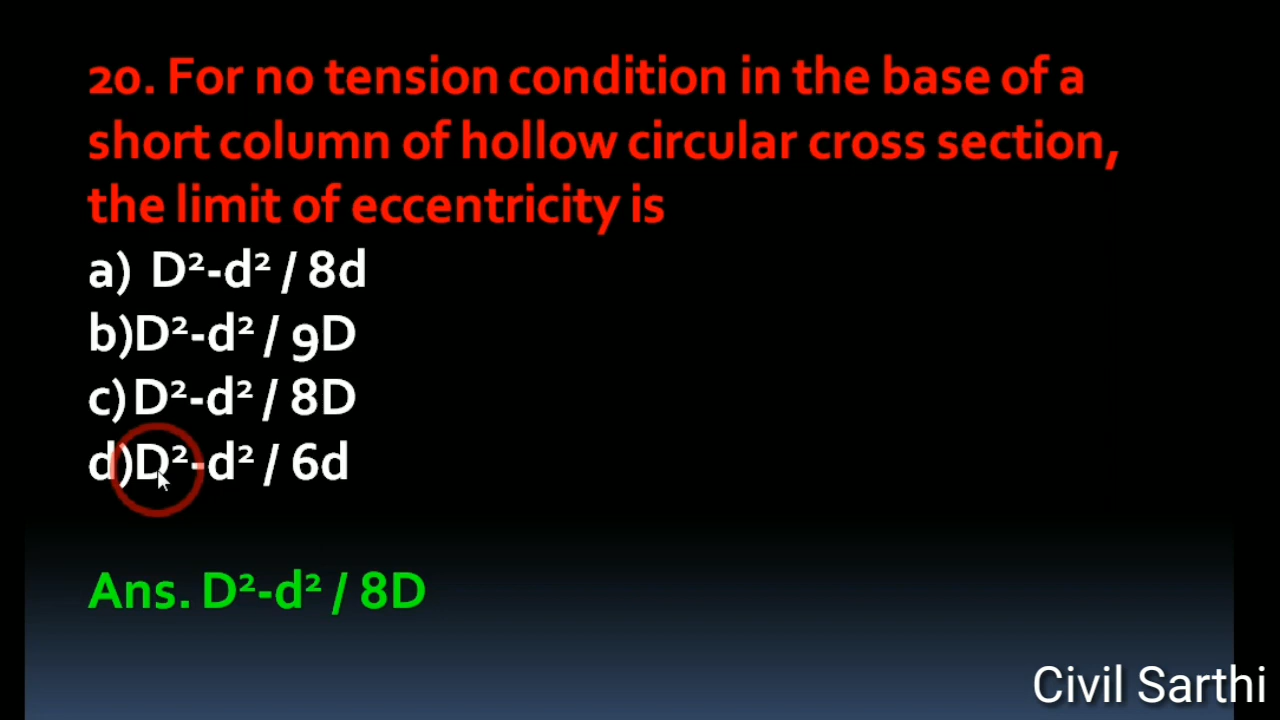 20. For no tension condition in the base of a
short column of hollow circular cross section,
the limit of eccentricity is
a) D²-d² / 8d
b)D²-d² / 9D
c)D²-d² / 8D
d)D²-d² / 6d
Ans. D²-d² / 8D
Civil Sarthi